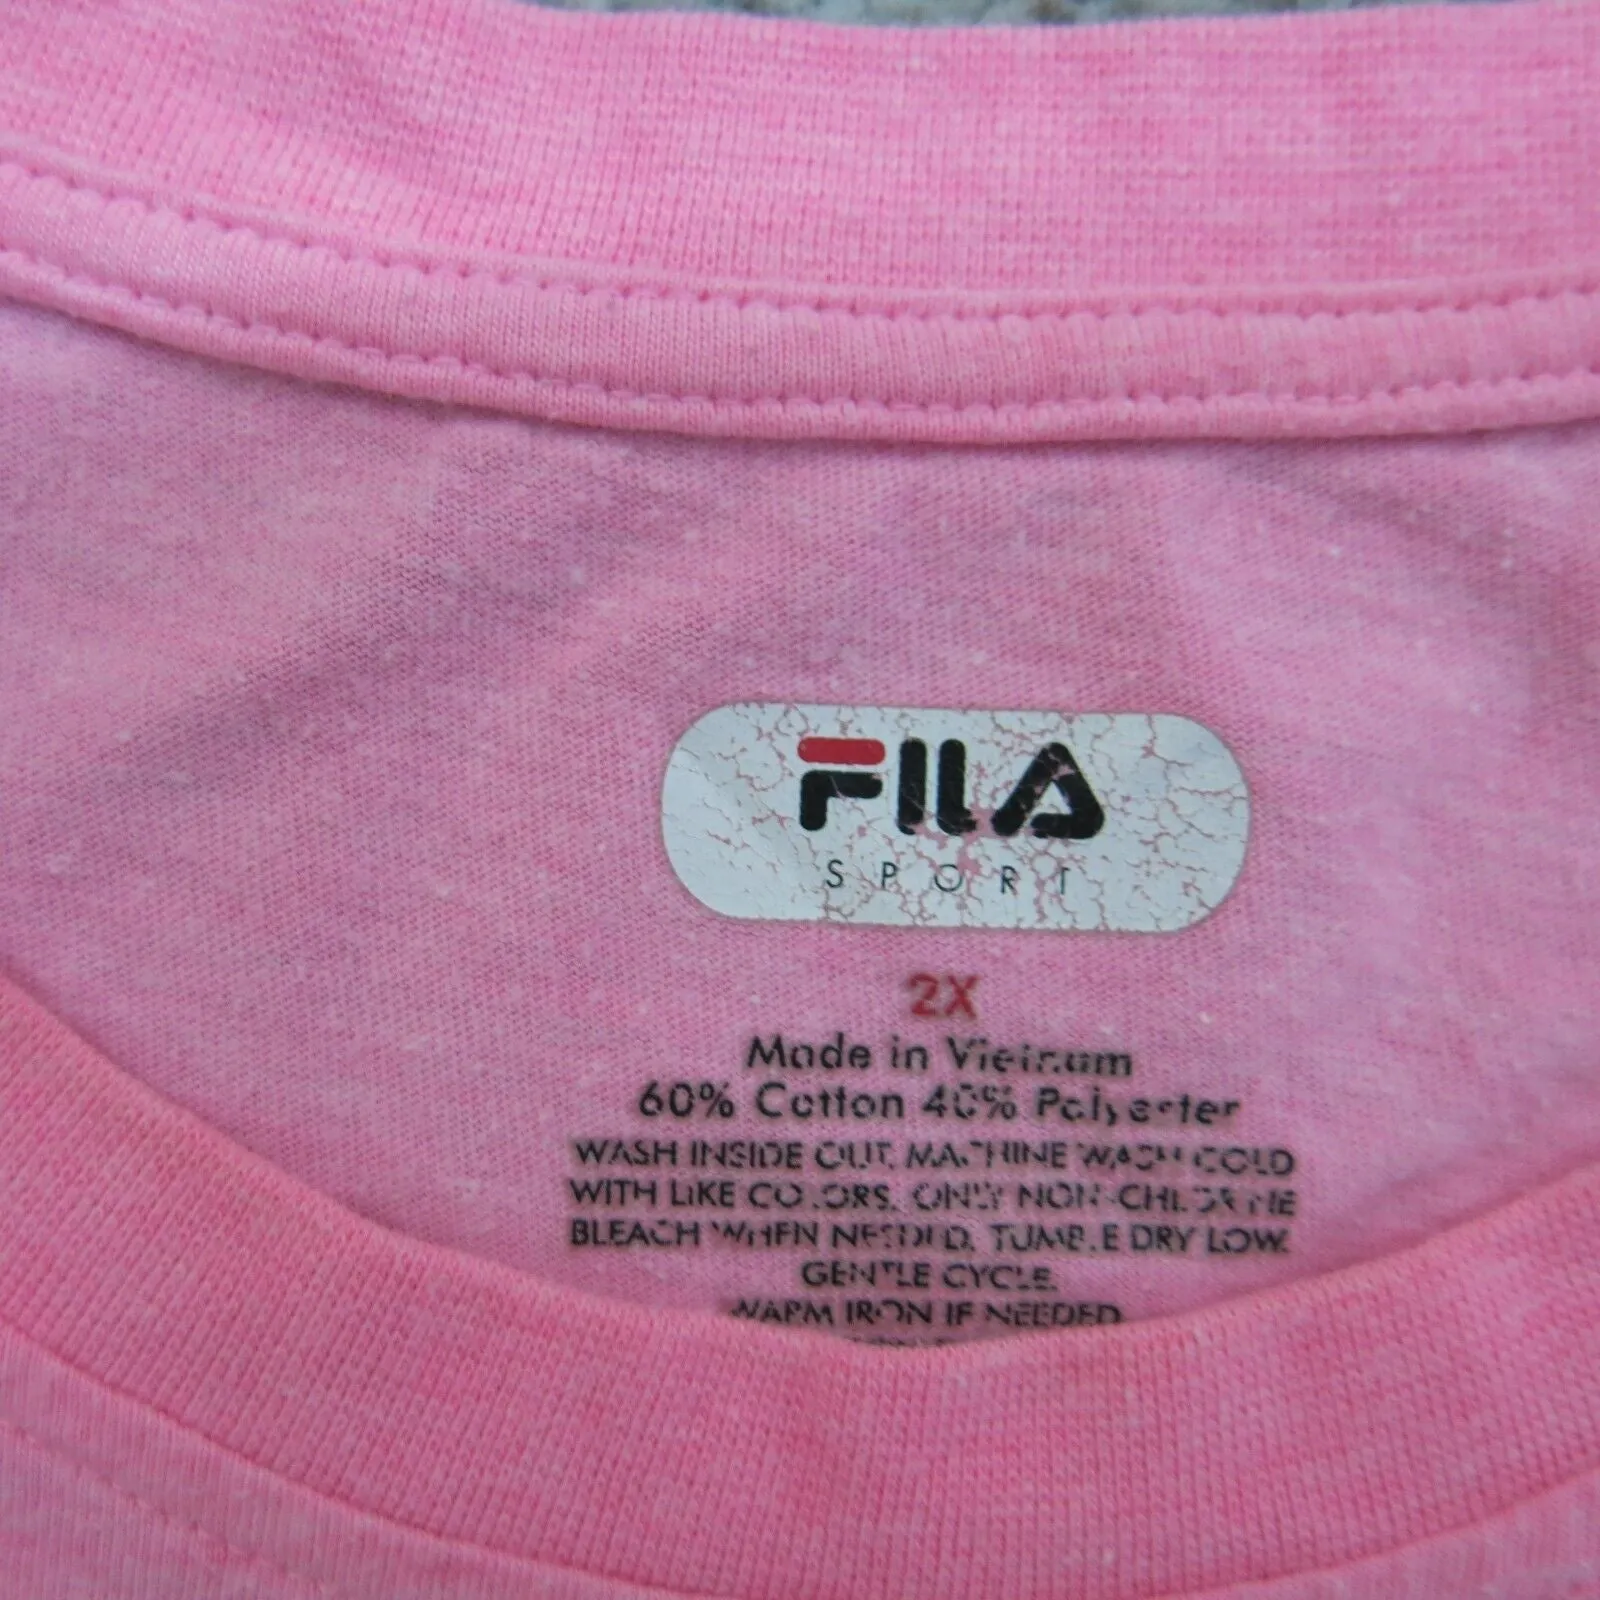 FILA
SPORT
2X
Made in Vietnam
60% Cotton 40% Polyester
WASH INSIDE OUT. MACHINE WASH COLD
WITH LIKE COLORS. ONLY NON-CHLORINE
BLEACH WHEN NEEDED. TUMBLE DRY LOW.
GENTLE CYCLE.
WARM IRON IF NEEDED